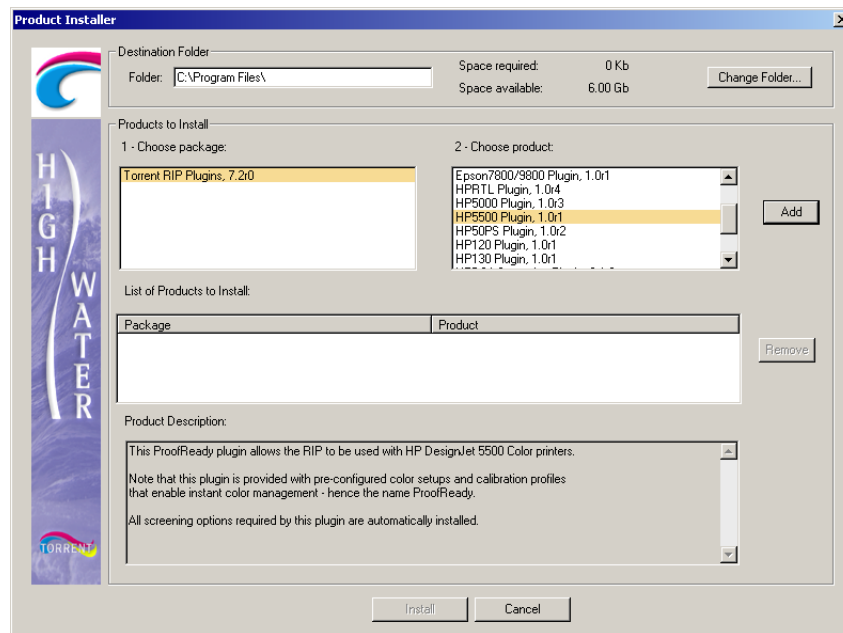 Product Installer
Destination Folder
Folder: C:\Program Files\
Space required: 0 Kb
Space available: 6.00 Gb
Change Folder...
Products to Install
1 - Choose package:
2 - Choose product:
Torrent RIP Plugins, 7.2r0
Epson7800/9800 Plugin, 1.0r1
HPRTL Plugin, 1.0r4
HP5000 Plugin, 1.0r3
HP5500 Plugin, 1.0r1
HP50PS Plugin, 1.0r2
HP120 Plugin, 1.0r1
HP130 Plugin, 1.0r1
Add
List of Products to Install:
Package Product
Remove
Product Description:
This ProofReady plugin allows the RIP to be used with HP DesignJet 5500 Color printers.
Note that this plugin is provided with pre-configured color setups and calibration profiles
that enable instant color management - hence the name ProofReady.
All screening options required by this plugin are automatically installed.
Install
Cancel
HIGH
WATER
TORRENT